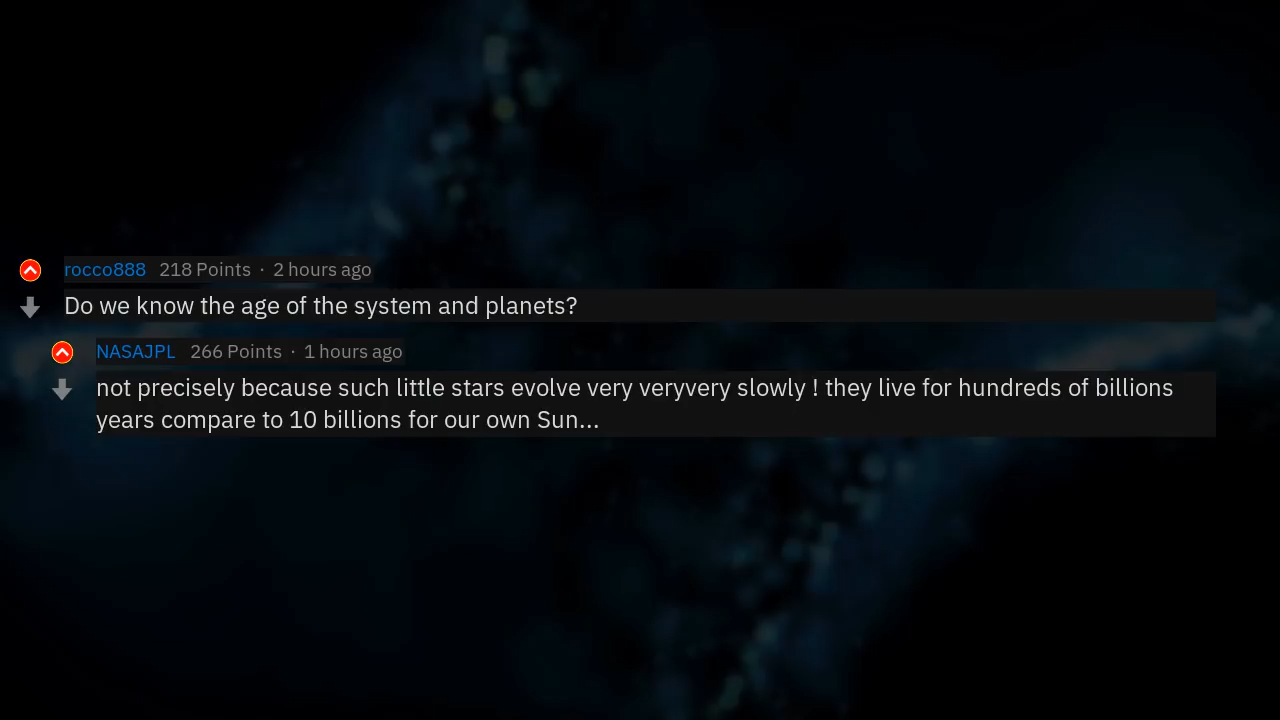 rocco888 218 Points · 2 hours ago
Do we know the age of the system and planets?
NASAJPL 266 Points · 1 hours ago
not precisely because such little stars evolve very veryvery slowly ! they live for hundreds of billions
years compare to 10 billions for our own Sun...